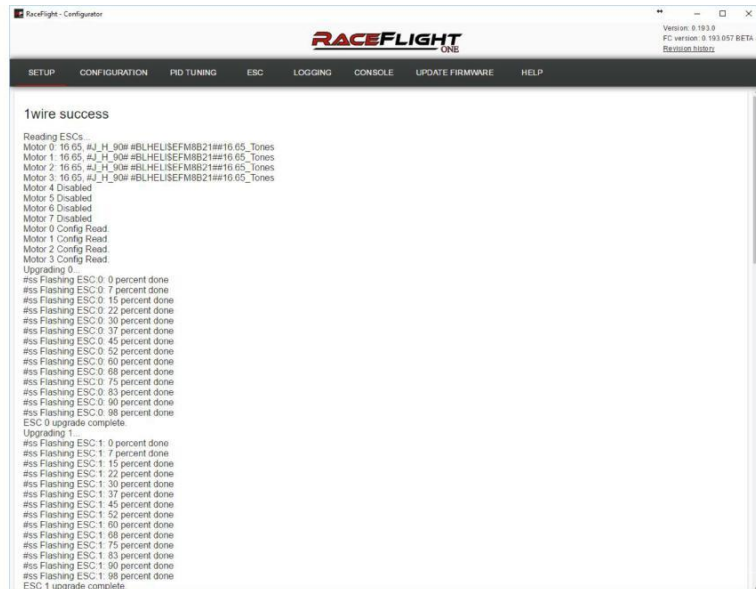 RaceFlight - Configurator
Version: 0.193.0
FC version: 0.193.057 BETA
Revision history
RACEFLIGHT
ONE
SETUP CONFIGURATION PID TUNING ESC LOGGING CONSOLE UPDATE FIRMWARE HELP
1wire success
Reading ESCs...
Motor 0: 16.65, #J_H_90# #BLHELI$EFM8B21##16.65_Tones
Motor 1: 16.65, #J_H_90# #BLHELI$EFM8B21##16.65_Tones
Motor 2: 16.65, #J_H_90# #BLHELI$EFM8B21##16.65_Tones
Motor 3: 16.65, #J_H_90# #BLHELI$EFM8B21##16.65_Tones
Motor 4 Disabled
Motor 5 Disabled
Motor 6 Disabled
Motor 7 Disabled
Motor 0 Config Read.
Motor 1 Config Read.
Motor 2 Config Read.
Motor 3 Config Read.
Upgrading 0...
#ss Flashing ESC:0: 0 percent done
#ss Flashing ESC:0: 7 percent done
#ss Flashing ESC:0: 15 percent done
#ss Flashing ESC:0: 22 percent done
#ss Flashing ESC:0: 30 percent done
#ss Flashing ESC:0: 37 percent done
#ss Flashing ESC:0: 45 percent done
#ss Flashing ESC:0: 52 percent done
#ss Flashing ESC:0: 60 percent done
#ss Flashing ESC:0: 68 percent done
#ss Flashing ESC:0: 75 percent done
#ss Flashing ESC:0: 83 percent done
#ss Flashing ESC:0: 90 percent done
#ss Flashing ESC:0: 98 percent done
ESC 0 upgrade complete.
Upgrading 1...
#ss Flashing ESC:1: 0 percent done
#ss Flashing ESC:1: 7 percent done
#ss Flashing ESC:1: 15 percent done
#ss Flashing ESC:1: 22 percent done
#ss Flashing ESC:1: 30 percent done
#ss Flashing ESC:1: 37 percent done
#ss Flashing ESC:1: 45 percent done
#ss Flashing ESC:1: 52 percent done
#ss Flashing ESC:1: 60 percent done
#ss Flashing ESC:1: 68 percent done
#ss Flashing ESC:1: 75 percent done
#ss Flashing ESC:1: 83 percent done
#ss Flashing ESC:1: 90 percent done
#ss Flashing ESC:1: 98 percent done
ESC 1 upgrade complete